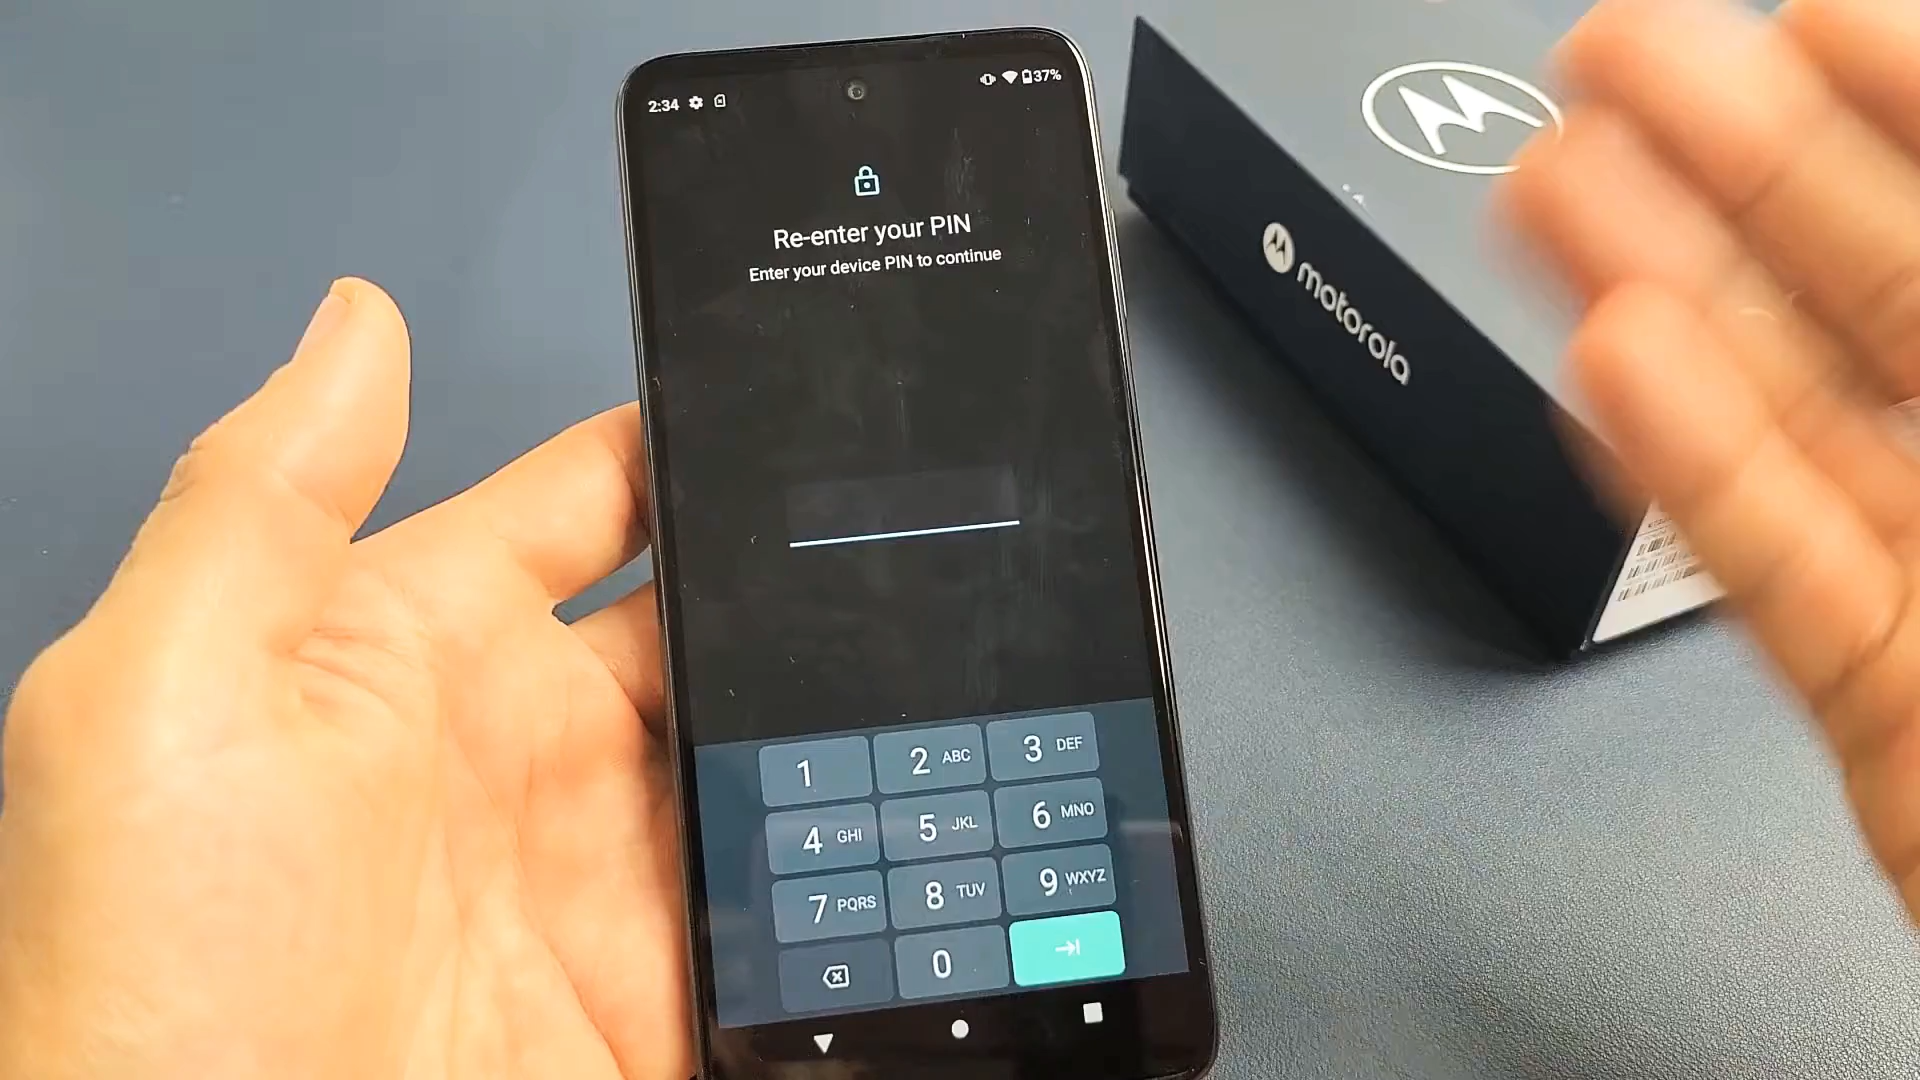 2:34
37%
Re-enter your PIN
Enter your device PIN to continue
1
2 ABC
3 DEF
4 GHI
5 JKL
6 MNO
7 PQRS
8 TUV
9 WXYZ
0
motorola